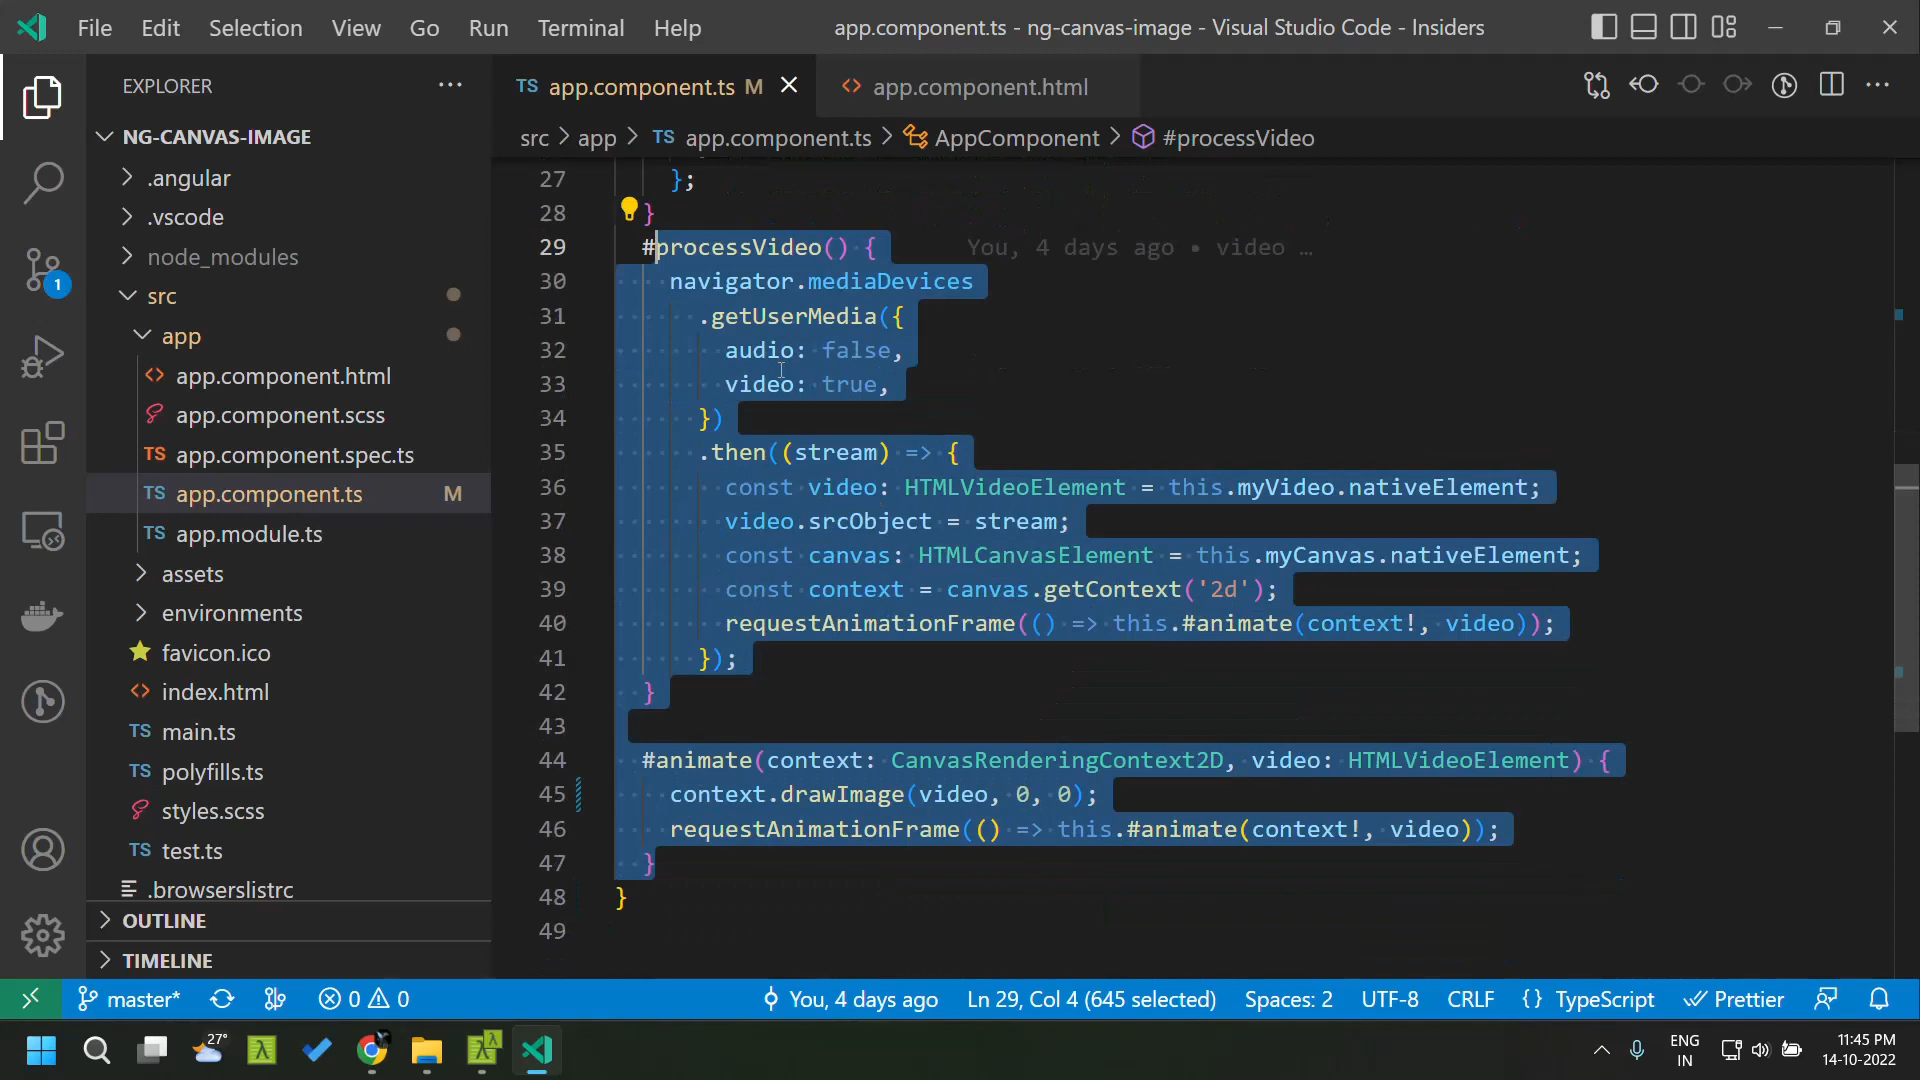 File Edit Selection View Go Run Terminal Help
app.component.ts - ng-canvas-image - Visual Studio Code - Insiders
EXPLORER
TS app.component.ts M
app.component.html
src > app > TS app.component.ts > AppComponent > #processVideo
NG-CANVAS-IMAGE
.angular
.vscode
node_modules
src
app
app.component.html
app.component.scss
TS app.component.spec.ts
TS app.component.ts M
TS app.module.ts
assets
environments
favicon.ico
index.html
TS main.ts
TS polyfills.ts
styles.scss
TS test.ts
.browserslistrc
OUTLINE
TIMELINE
1
27 };
28 }
29 #processVideo() { You, 4 days ago • video …
30 navigator.mediaDevices
31 .getUserMedia({
32 audio: false,
33 video: true,
34 })
35 .then((stream) => {
36 const video: HTMLVideoElement = this.myVideo.nativeElement;
37 video.srcObject = stream;
38 const canvas: HTMLCanvasElement = this.myCanvas.nativeElement;
39 const context = canvas.getContext('2d');
40 requestAnimationFrame(() => this.#animate(context!, video));
41 });
42 }
43
44 #animate(context: CanvasRenderingContext2D, video: HTMLVideoElement) {
45 context.drawImage(video, 0, 0);
46 requestAnimationFrame(() => this.#animate(context!, video));
47 }
48 }
49
master* 0 0 You, 4 days ago Ln 29, Col 4 (645 selected) Spaces: 2 UTF-8 CRLF {} TypeScript Prettier
27°
ENG
IN
11:45 PM
14-10-2022